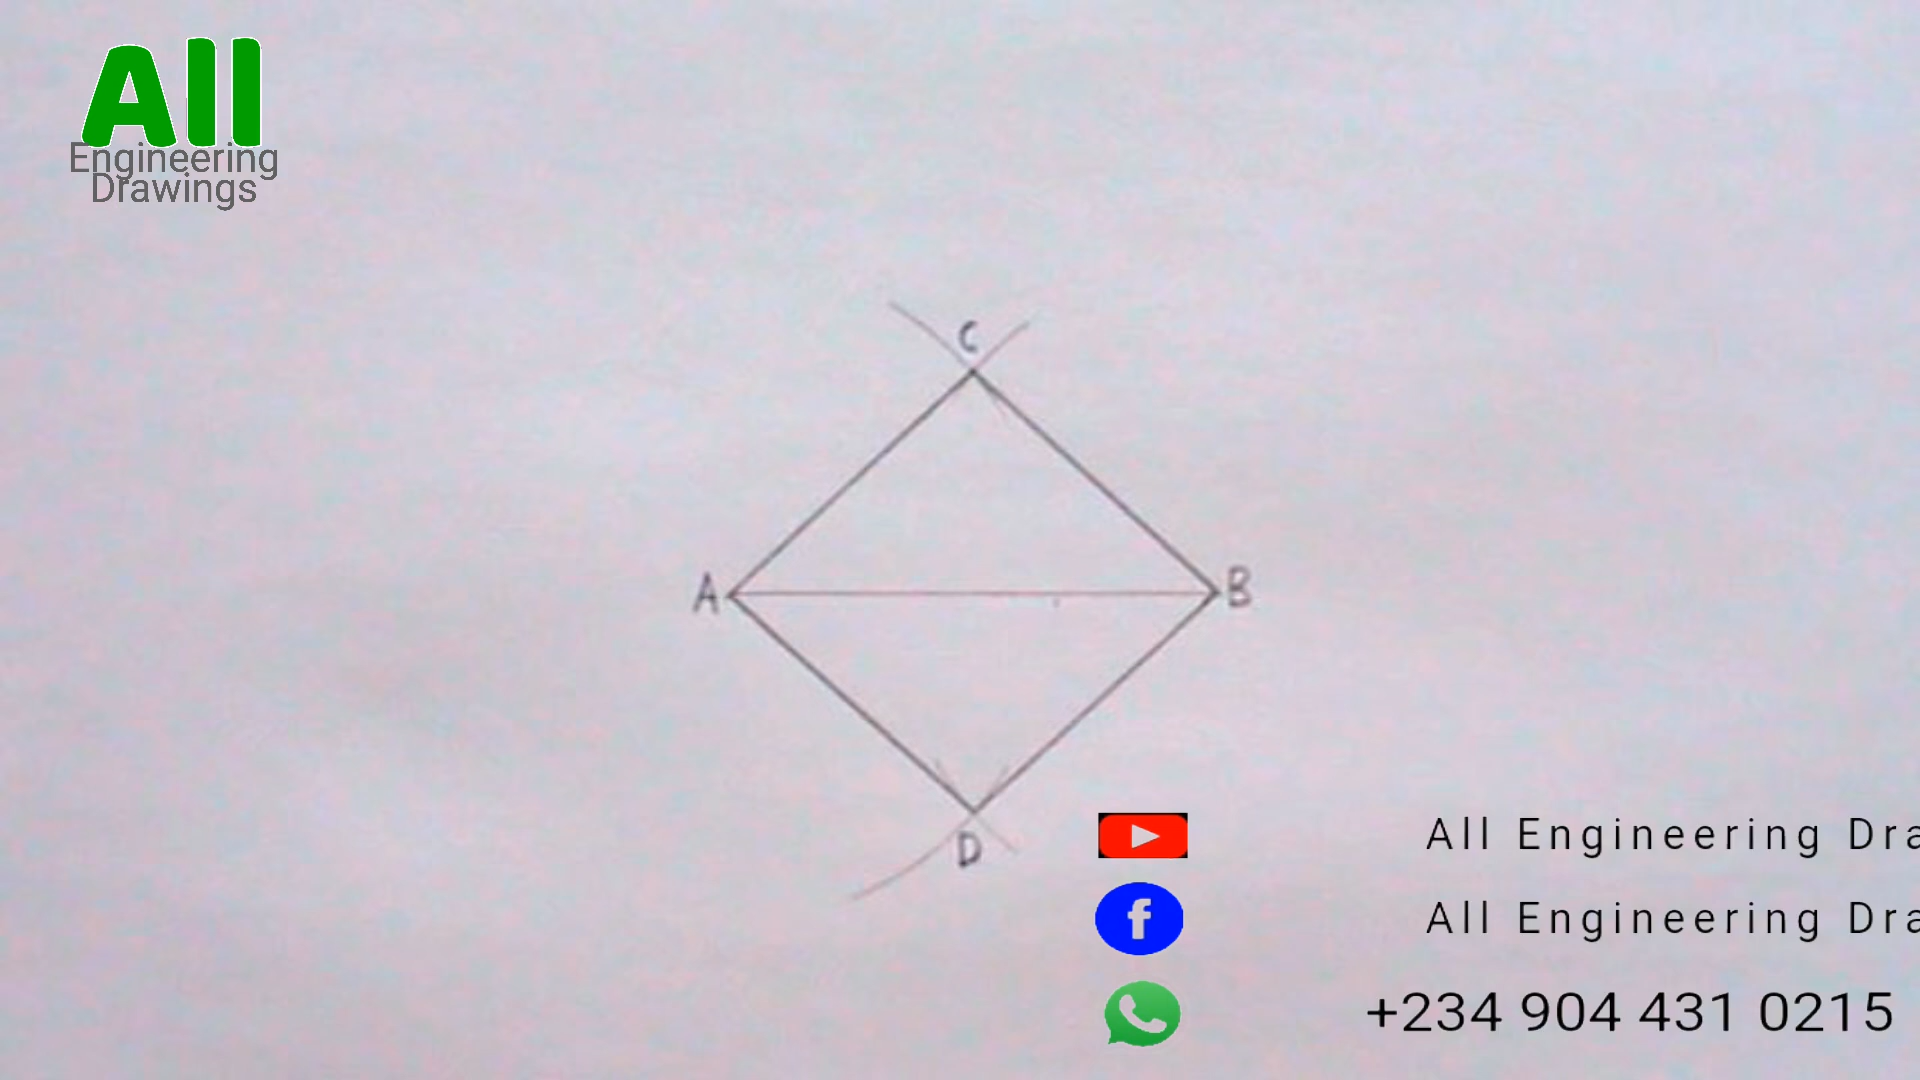 All
Engineering
Drawings
C
A
B
D
All Engineering Dra
All Engineering Dra
+234 904 431 0215